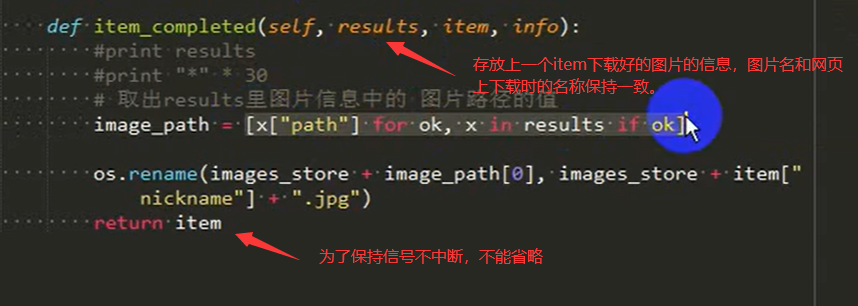 def item_completed(self, results, item, info):
#print results
#print "*" * 30
存放上一个item下载好的图片的信息，图片名和网页
上下载时的名称保持一致。
# 取出results里图片信息中的 图片路径的值
image_path = [x["path"] for ok, x in results if ok]
os.rename(images_store + image_path[0], images_store + item["
nickname"] + ".jpg")
return item
为了保持信号不中断，不能省略